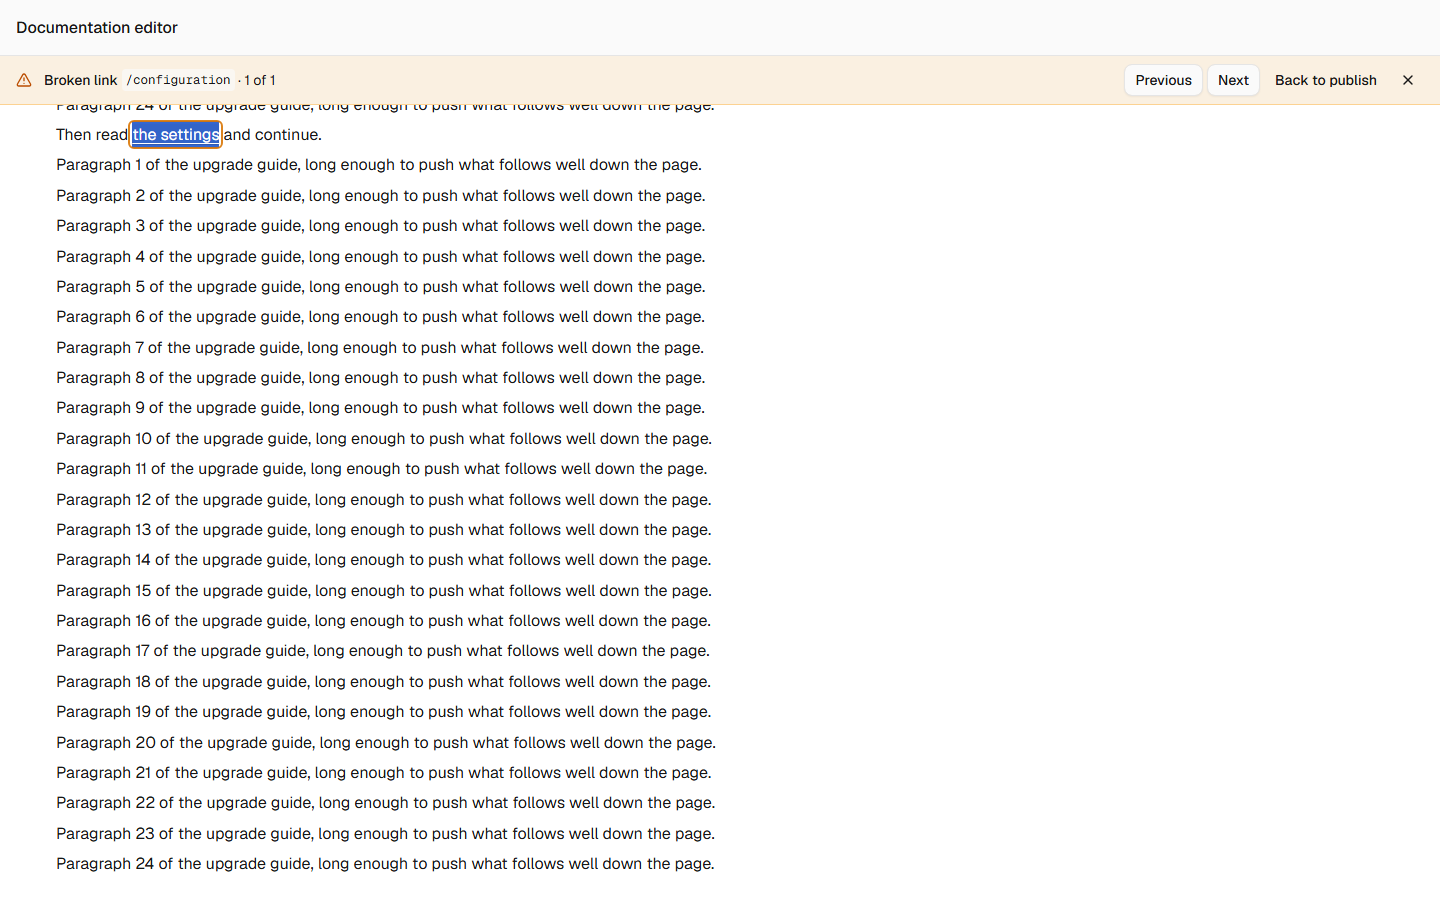 Documentation editor
Broken link /configuration · 1 of 1 Previous Next Back to publish
Paragraph 24 of the upgrade guide, long enough to push what follows well down the page.
Then read the settings and continue.
Paragraph 1 of the upgrade guide, long enough to push what follows well down the page.
Paragraph 2 of the upgrade guide, long enough to push what follows well down the page.
Paragraph 3 of the upgrade guide, long enough to push what follows well down the page.
Paragraph 4 of the upgrade guide, long enough to push what follows well down the page.
Paragraph 5 of the upgrade guide, long enough to push what follows well down the page.
Paragraph 6 of the upgrade guide, long enough to push what follows well down the page.
Paragraph 7 of the upgrade guide, long enough to push what follows well down the page.
Paragraph 8 of the upgrade guide, long enough to push what follows well down the page.
Paragraph 9 of the upgrade guide, long enough to push what follows well down the page.
Paragraph 10 of the upgrade guide, long enough to push what follows well down the page.
Paragraph 11 of the upgrade guide, long enough to push what follows well down the page.
Paragraph 12 of the upgrade guide, long enough to push what follows well down the page.
Paragraph 13 of the upgrade guide, long enough to push what follows well down the page.
Paragraph 14 of the upgrade guide, long enough to push what follows well down the page.
Paragraph 15 of the upgrade guide, long enough to push what follows well down the page.
Paragraph 16 of the upgrade guide, long enough to push what follows well down the page.
Paragraph 17 of the upgrade guide, long enough to push what follows well down the page.
Paragraph 18 of the upgrade guide, long enough to push what follows well down the page.
Paragraph 19 of the upgrade guide, long enough to push what follows well down the page.
Paragraph 20 of the upgrade guide, long enough to push what follows well down the page.
Paragraph 21 of the upgrade guide, long enough to push what follows well down the page.
Paragraph 22 of the upgrade guide, long enough to push what follows well down the page.
Paragraph 23 of the upgrade guide, long enough to push what follows well down the page.
Paragraph 24 of the upgrade guide, long enough to push what follows well down the page.